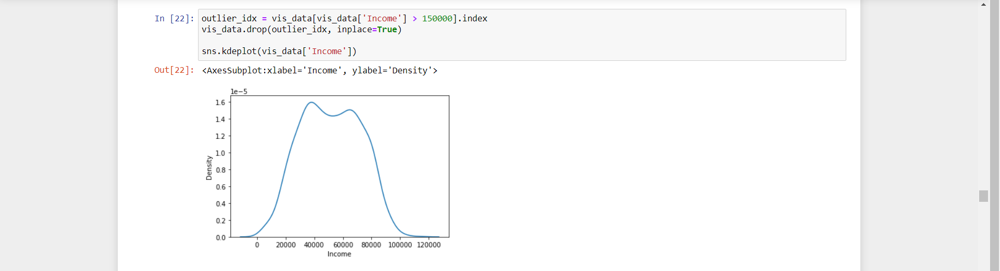 In [22]: outlier_idx = vis_data[vis_data['Income'] > 150000].index
vis_data.drop(outlier_idx, inplace=True)
sns.kdeplot(vis_data['Income'])
Out[22]: <AxesSubplot:xlabel='Income', ylabel='Density'>
1e−5
1.6
1.4
1.2
1.0
0.8
0.6
0.4
0.2
0.0
Density
0 20000 40000 60000 80000 100000 120000
Income